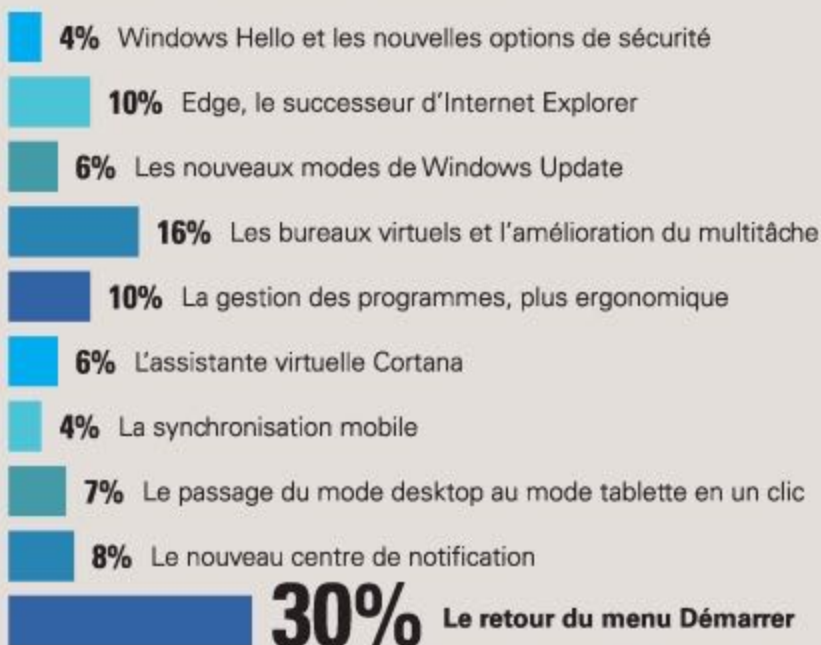 4% Windows Hello et les nouvelles options de sécurité
10% Edge, le successeur d'Internet Explorer
6% Les nouveaux modes de Windows Update
16% Les bureaux virtuels et l'amélioration du multitâche
10% La gestion des programmes, plus ergonomique
6% L'assistante virtuelle Cortana
4% La synchronisation mobile
7% Le passage du mode desktop au mode tablette en un clic
8% Le nouveau centre de notification
30% Le retour du menu Démarrer